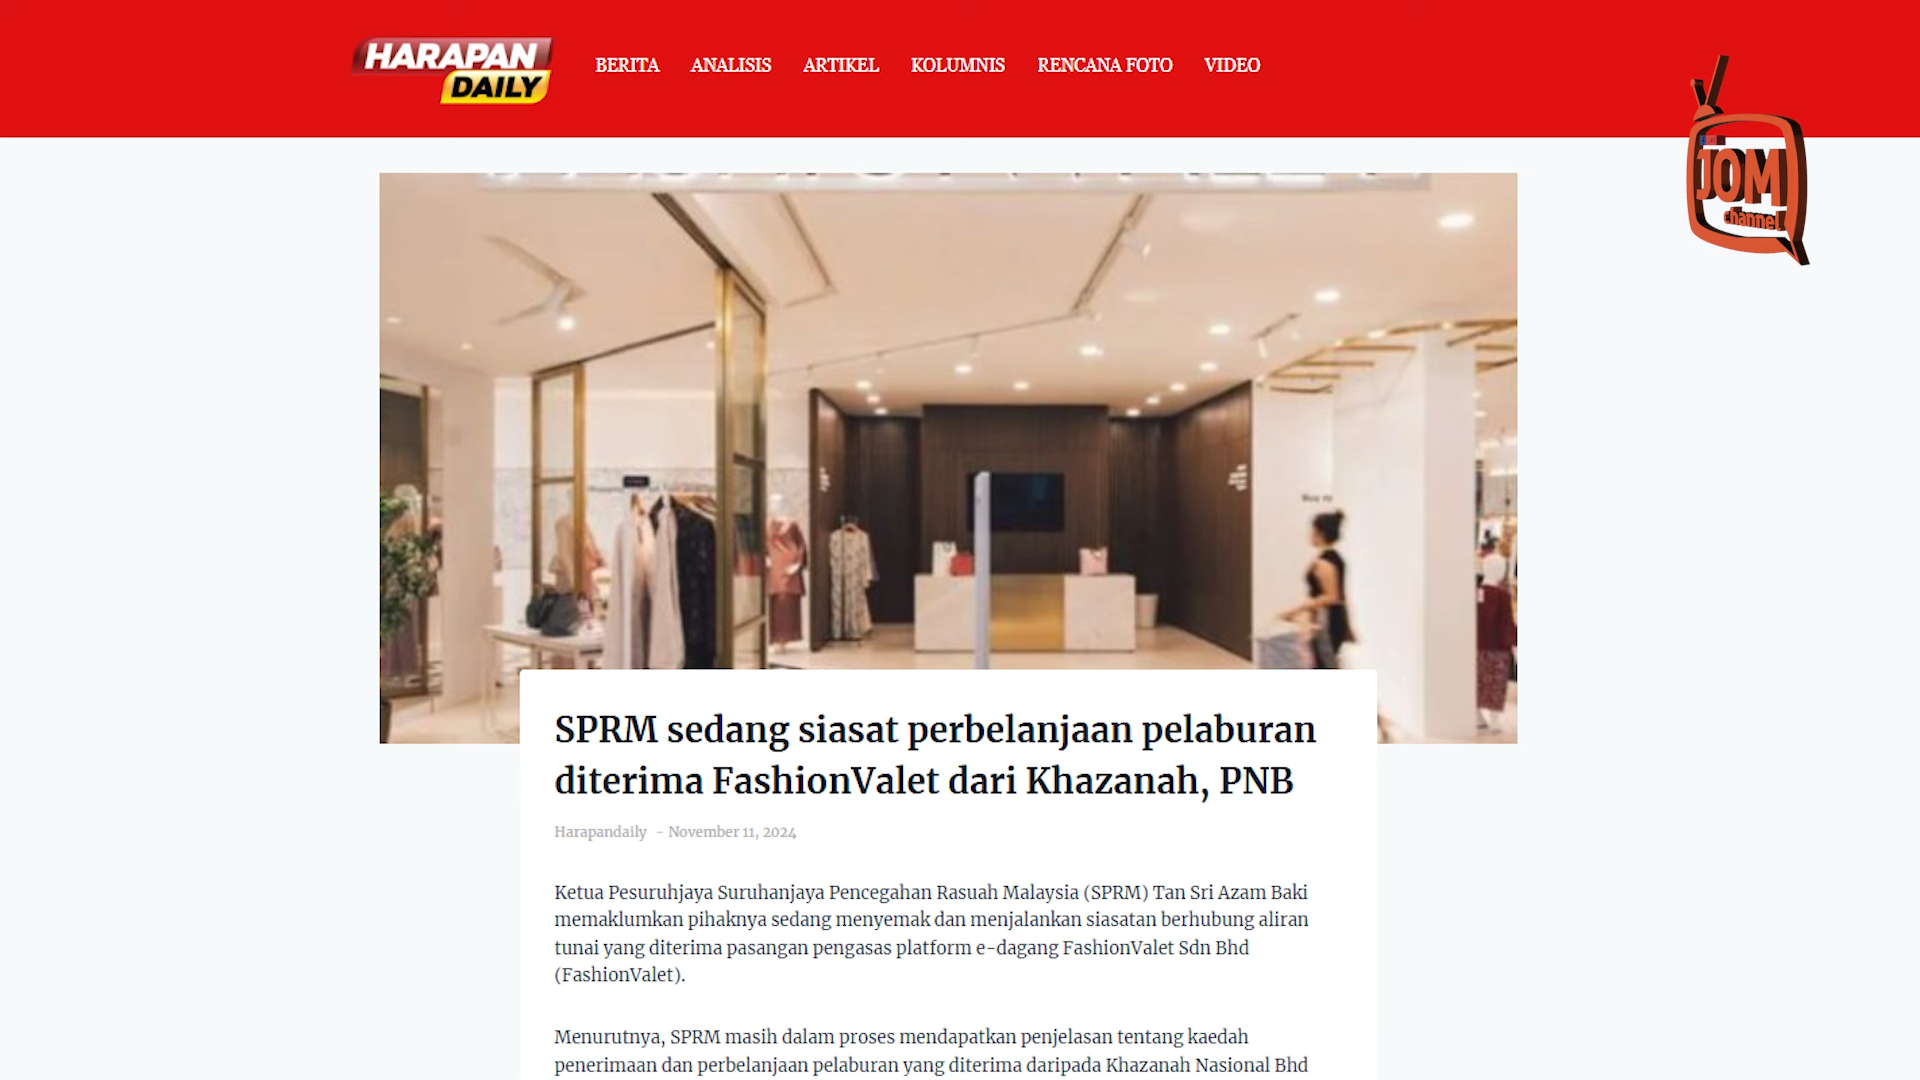 HARAPAN
DAILY
BERITA
ANALISIS
ARTIKEL
KOLUMNIS
RENCANA FOTO
VIDEO
JOM
channel
SPRM sedang siasat perbelanjaan pelaburan
diterima FashionValet dari Khazanah, PNB
Harapandaily - November 11, 2024
Ketua Pesuruhjaya Suruhanjaya Pencegahan Rasuah Malaysia (SPRM) Tan Sri Azam Baki
memaklumkan pihaknya sedang menyemak dan menjalankan siasatan berhubung aliran
tunai yang diterima pasangan pengasas platform e-dagang FashionValet Sdn Bhd
(FashionValet).
Menurutnya, SPRM masih dalam proses mendapatkan penjelasan tentang kaedah
penerimaan dan perbelanjaan pelaburan yang diterima daripada Khazanah Nasional Bhd